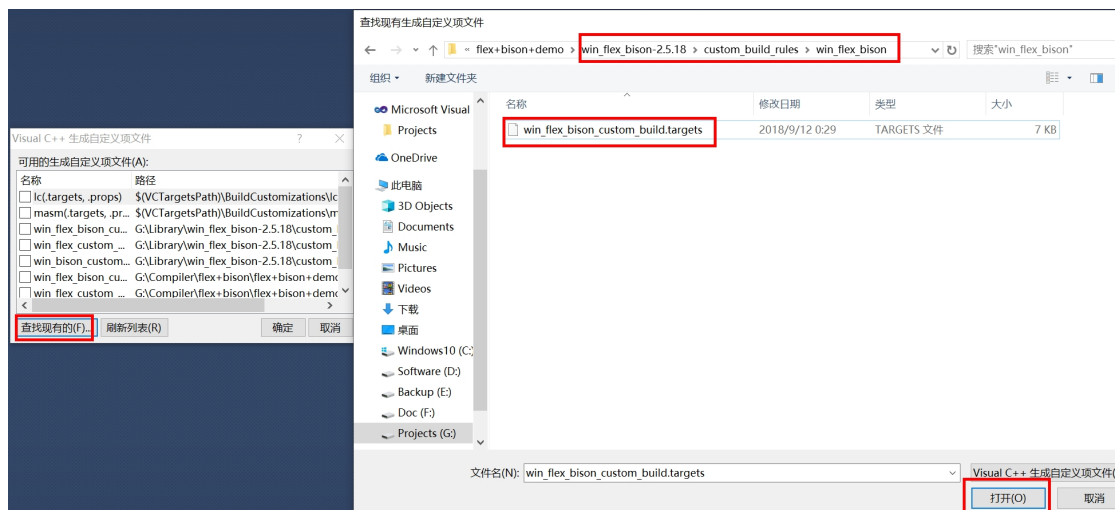 查找现有生成自定义项文件
« flex+bison+demo › win_flex_bison-2.5.18 › custom_build_rules › win_flex_bison
搜索"win_flex_bison"
组织 新建文件夹
名称 修改日期 类型 大小
win_flex_bison_custom_build.targets 2018/9/12 0:29 TARGETS 文件 7 KB
Microsoft Visual
Projects
OneDrive
此电脑
3D Objects
Documents
Music
Pictures
Videos
下载
桌面
Windows10 (C:)
Software (D:)
Backup (E:)
Doc (F:)
Projects (G:)
文件名(N): win_flex_bison_custom_build.targets
Visual C++ 生成自定义项文件(
打开(O) 取消
Visual C++ 生成自定义项文件 ? ×
可用的生成自定义项文件(A):
名称 路径
lc(.targets, .props) $(VCTargetsPath)\BuildCustomizations\lc
masm(.targets, .pr... $(VCTargetsPath)\BuildCustomizations\m
win_flex_bison_cu... G:\Library\win_flex_bison-2.5.18\custom_
win_flex_custom_... G:\Library\win_flex_bison-2.5.18\custom_
win_bison_custom... G:\Library\win_flex_bison-2.5.18\custom_
win_flex_bison_cu... G:\Compiler\flex+bison\flex+bison+demo
win_flex_custom_... G:\Compiler\flex+bison\flex+bison+demo
查找现有的(F)... 刷新列表(R) 确定 取消